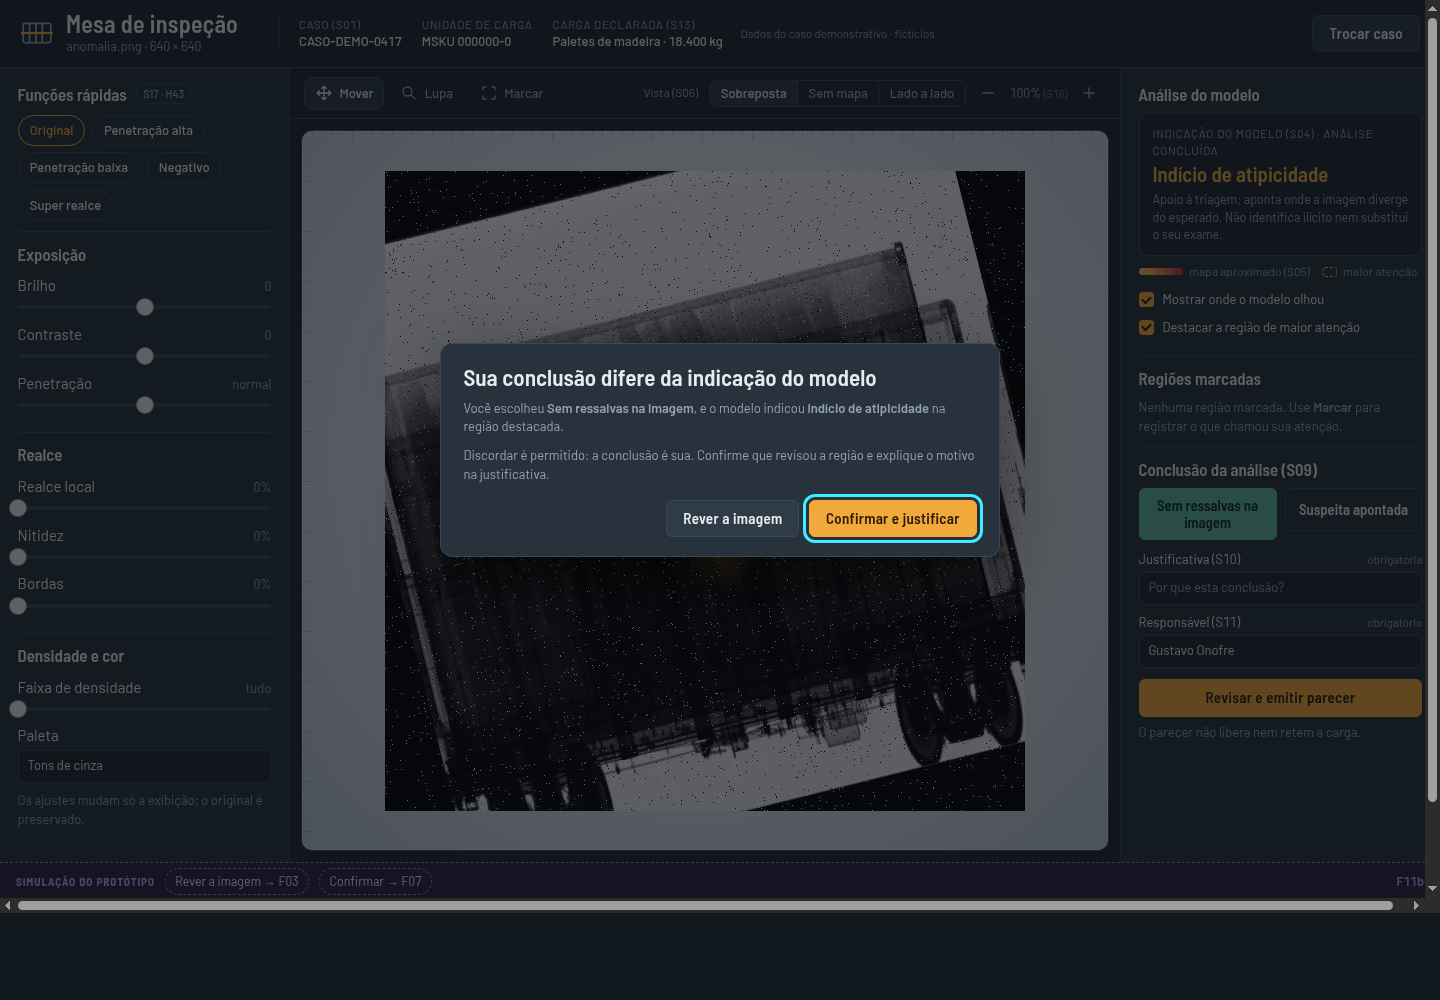 Mesa de inspeção
anomalia.png · 640 × 640
CASO (S01)
CASO-DEMO-0417
UNIDADE DE CARGA
MSKU 000000-0
CARGA DECLARADA (S13)
Paletes de madeira · 18.400 kg
Dados do caso demonstrativo · fictícios
Trocar caso
Funções rápidas
S17 · H43
Original
Penetração alta
Penetração baixa
Negativo
Super realce
Exposição
Brilho
0
Contraste
0
Penetração
normal
Realce
Realce local
0%
Nitidez
0%
Bordas
0%
Densidade e cor
Faixa de densidade
tudo
Paleta
Tons de cinza
Os ajustes mudam só a exibição; o original é
preservado.
Mover
Lupa
Marcar
Vista (S06)
Sobreposta
Sem mapa
Lado a lado
100% (S16)
Sua conclusão difere da indicação do modelo
Você escolheu Sem ressalvas na imagem, e o modelo indicou Indício de atipicidade na
região destacada.
Discordar é permitido: a conclusão é sua. Confirme que revisou a região e explique o motivo
na justificativa.
Rever a imagem
Confirmar e justificar
Análise do modelo
INDICAÇÃO DO MODELO (S04) · ANÁLISE
CONCLUÍDA
Indício de atipicidade
Apoio à triagem: aponta onde a imagem diverge
do esperado. Não identifica ilícito nem substitui
o seu exame.
mapa aproximado (S05)
maior atenção
Mostrar onde o modelo olhou
Destacar a região de maior atenção
Regiões marcadas
Nenhuma região marcada. Use Marcar para
registrar o que chamou sua atenção.
Conclusão da análise (S09)
Sem ressalvas na
imagem
Suspeita apontada
Justificativa (S10)
obrigatória
Por que esta conclusão?
Responsável (S11)
obrigatório
Gustavo Onofre
Revisar e emitir parecer
O parecer não libera nem retém a carga.
SIMULAÇÃO DO PROTÓTIPO
Rever a imagem → F03
Confirmar → F07
F11b